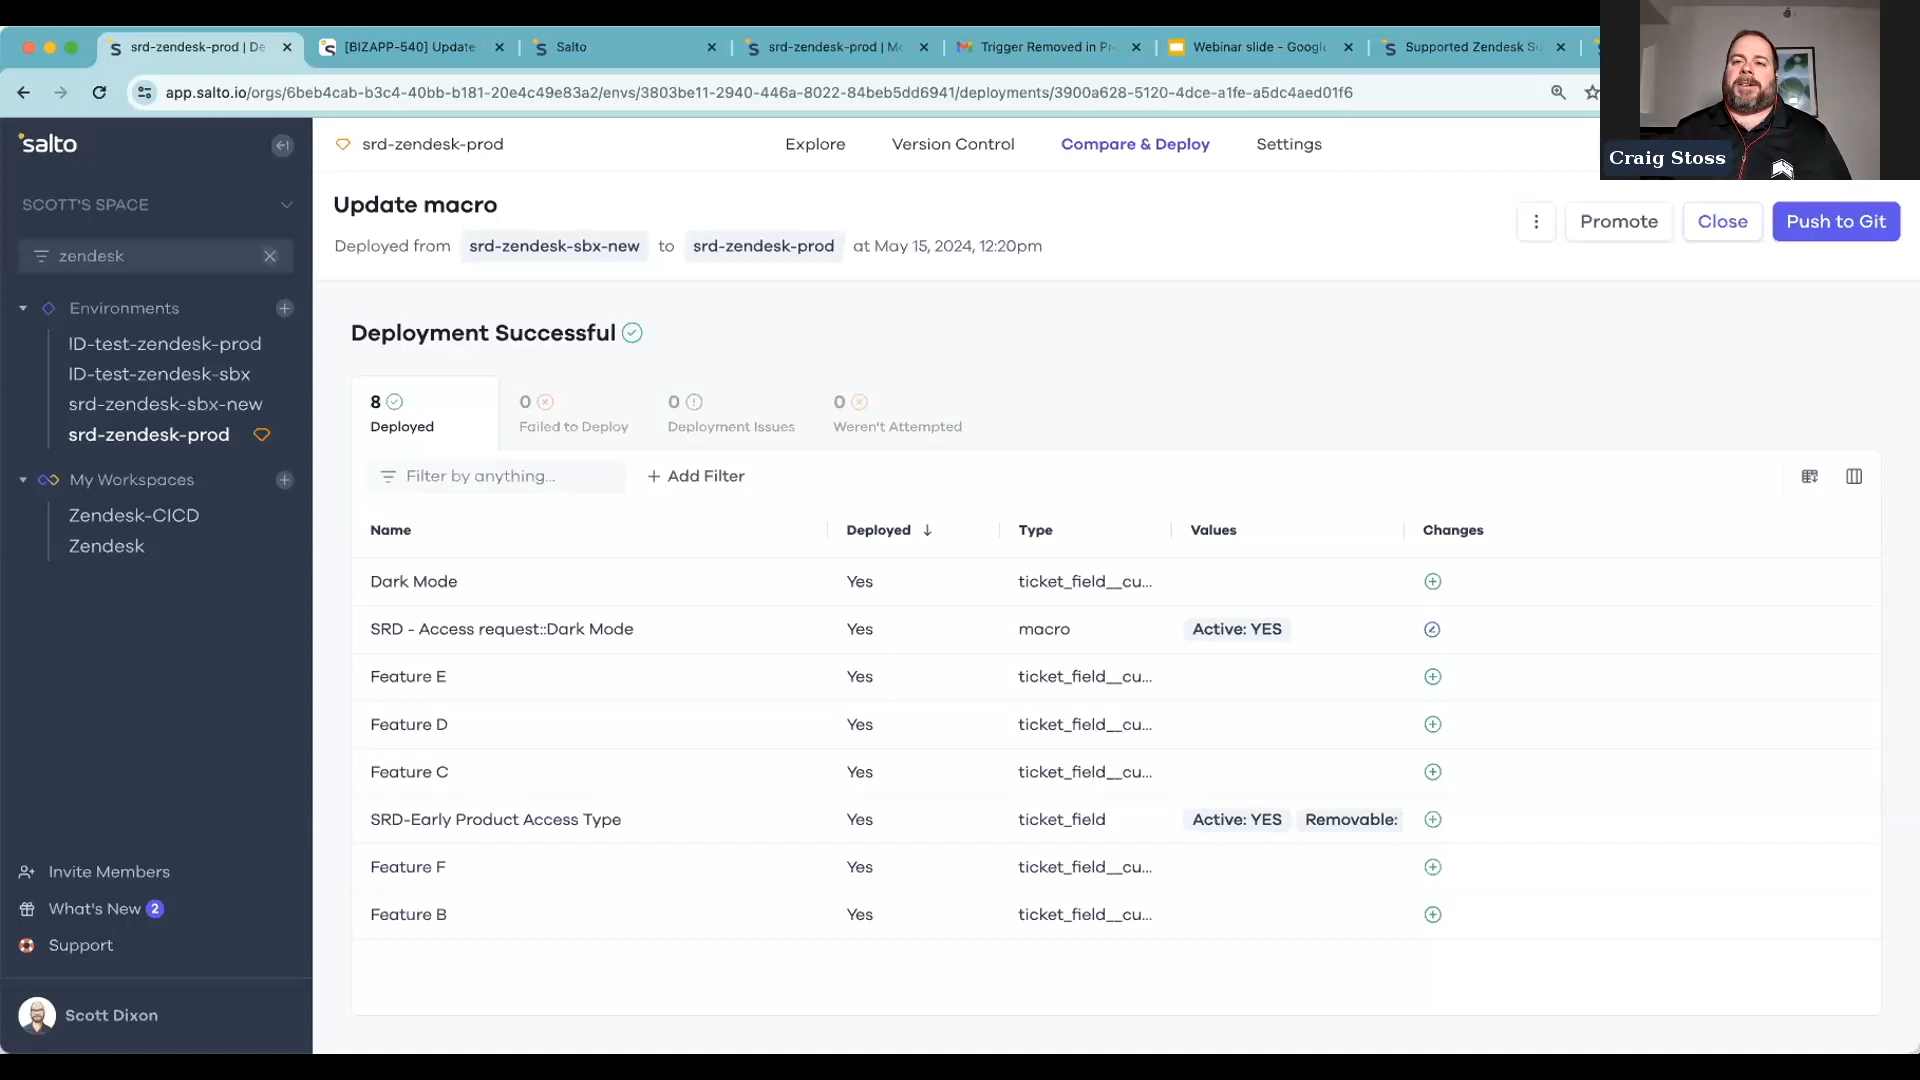 srd-zendesk-prod | De
[BIZAPP-540] Update
Salto
srd-zendesk-prod | Mo
Trigger Removed in Pr
Webinar slide - Google
Supported Zendesk Su
app.salto.io/orgs/6beb4cab-b3c4-40bb-b181-20e4c49e83a2/envs/3803be11-2940-446a-8022-84beb5dd6941/deployments/3900a628-5120-4dce-a1fe-a5dc4aed01f6
Craig Stoss
salto
srd-zendesk-prod
Explore
Version Control
Compare & Deploy
Settings
SCOTT'S SPACE
zendesk
Environments
ID-test-zendesk-prod
ID-test-zendesk-sbx
srd-zendesk-sbx-new
srd-zendesk-prod
My Workspaces
Zendesk-CICD
Zendesk
Invite Members
What's New 2
Support
Scott Dixon
Update macro
Deployed from srd-zendesk-sbx-new to srd-zendesk-prod at May 15, 2024, 12:20pm
Promote
Close
Push to Git
Deployment Successful
8
Deployed
0
Failed to Deploy
0
Deployment Issues
0
Weren't Attempted
Filter by anything...
+ Add Filter
Name Deployed ↓ Type Values Changes
Dark Mode Yes ticket_field__cu...
SRD - Access request::Dark Mode Yes macro Active: YES
Feature E Yes ticket_field__cu...
Feature D Yes ticket_field__cu...
Feature C Yes ticket_field__cu...
SRD-Early Product Access Type Yes ticket_field Active: YES Removable:
Feature F Yes ticket_field__cu...
Feature B Yes ticket_field__cu...